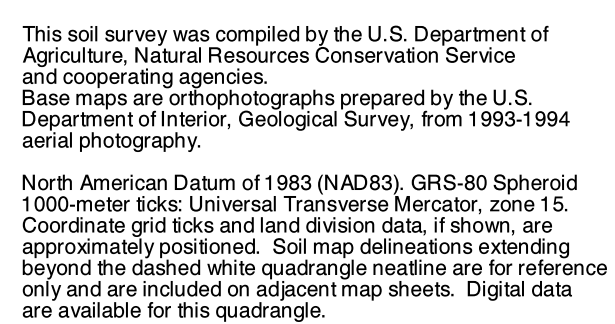 This soil survey was compiled by the U.S. Department of
Agriculture, Natural Resources Conservation Service
and cooperating agencies.
Base maps are orthophotographs prepared by the U.S.
Department of Interior, Geological Survey, from 1993-1994
aerial photography.

North American Datum of 1983 (NAD83). GRS-80 Spheroid
1000-meter ticks: Universal Transverse Mercator, zone 15.
Coordinate grid ticks and land division data, if shown, are
approximately positioned.  Soil map delineations extending
beyond the dashed white quadrangle neatline are for reference
only and are included on adjacent map sheets.  Digital data
are available for this quadrangle.